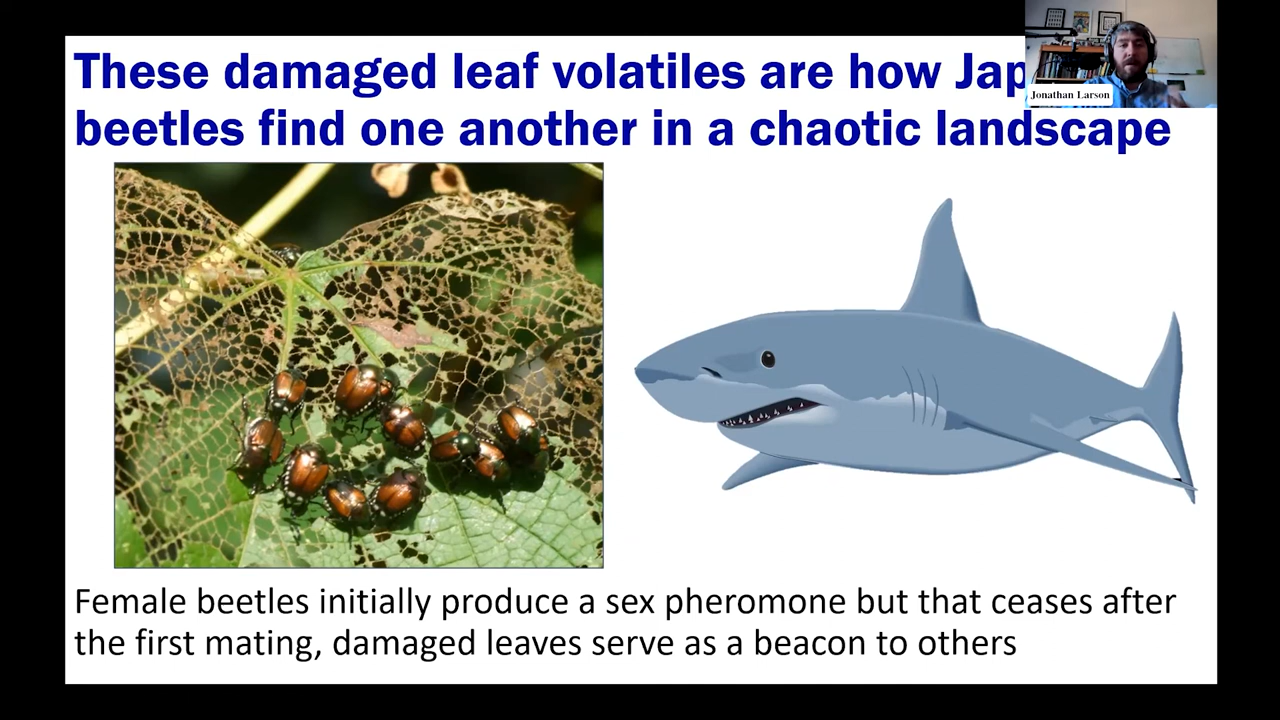 These damaged leaf volatiles are how Jap
beetles find one another in a chaotic landscape
Jonathan Larson
Female beetles initially produce a sex pheromone but that ceases after
the first mating, damaged leaves serve as a beacon to others